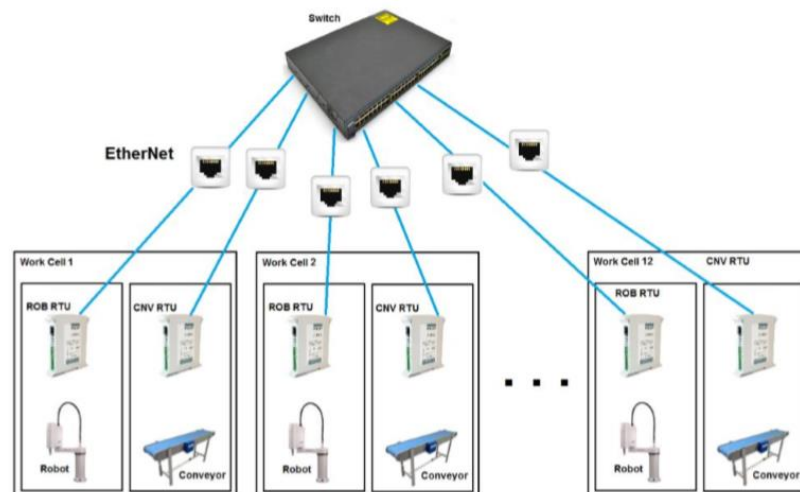 Switch
EtherNet
Work Cell 1
Work Cell 2
Work Cell 12
CNV RTU
ROB RTU
CNV RTU
ROB RTU
CNV RTU
ROB RTU
Robot
Conveyor
Robot
Conveyor
Robot
Conveyor